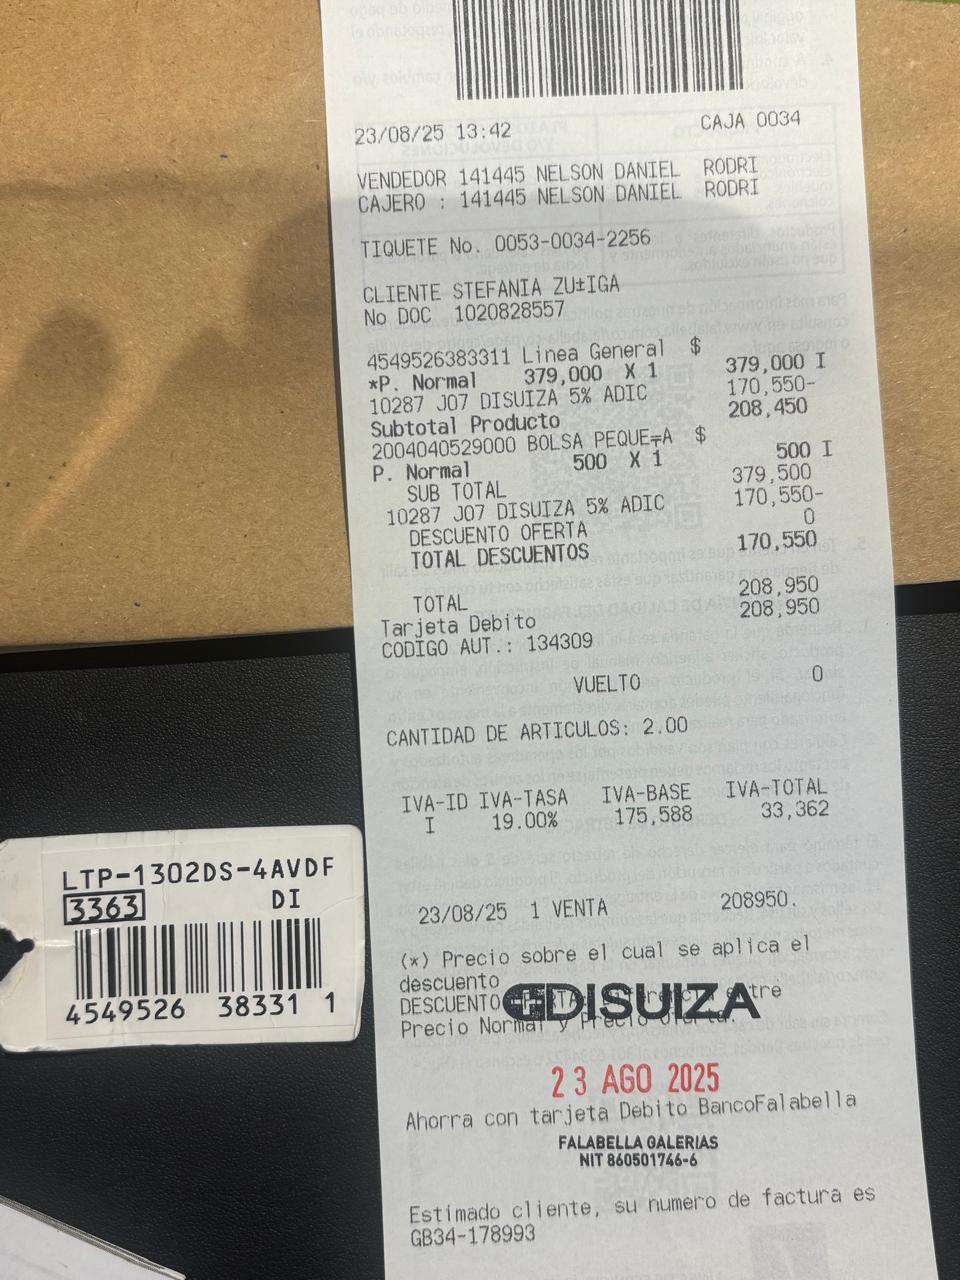 23/08/25 13:42 CAJA 0034
VENDEDOR 141445 NELSON DANIEL RODRI
CAJERO : 141445 NELSON DANIEL RODRI
TIQUETE No. 0053-0034-2256
CLIENTE STEFANIA ZU±IGA
No DOC 1020828557
4549526383311 Linea General $ 379,000 I
*P. Normal 379,000 X 1 170,550-
10287 J07 DISUIZA 5% ADIC 208,450
Subtotal Producto
2004040529000 BOLSA PEQUE╤A $ 500 I
P. Normal 500 X 1
SUB TOTAL 379,500
10287 J07 DISUIZA 5% ADIC 170,550-
DESCUENTO OFERTA 0
TOTAL DESCUENTOS 170,550
TOTAL 208,950
Tarjeta Debito 208,950
CODIGO AUT.: 134309
VUELTO 0
CANTIDAD DE ARTICULOS: 2.00
IVA-ID IVA-TASA IVA-BASE IVA-TOTAL
I 19.00% 175,588 33,362
23/08/25 1 VENTA 208950.
(*) Precio sobre el cual se aplica el
descuento
DESCUENTO entre
DISUIZA
Precio Normal y Precio
23 AGO 2025
Ahorra con tarjeta Debito BancoFalabella
FALABELLA GALERIAS
NIT 860501746-6
Estimado cliente, su numero de factura es
GB34-178993
LTP-1302DS-4AVDF
3363 DI
4549526 38331 1